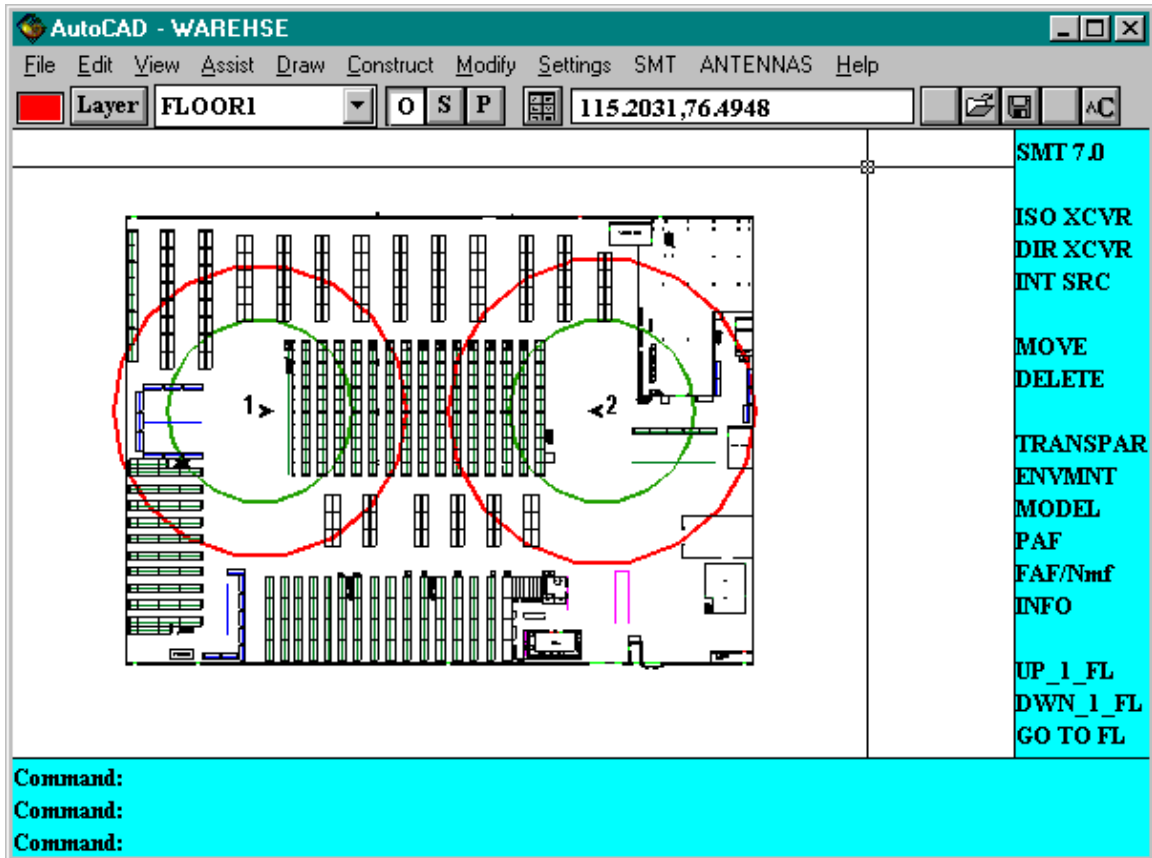 AutoCAD - WAREHSE
File Edit View Assist Draw Construct Modify Settings SMT ANTENNAS Help
Layer FLOOR1 O S P 115.2031,76.4948 ^C
SMT 7.0
ISO XCVR
DIR XCVR
INT SRC
MOVE
DELETE
1 2
TRANSPAR
ENVMNT
MODEL
PAF
FAF/Nmf
INFO
UP_1_FL
DWN_1_FL
GO TO FL
Command:
Command:
Command: